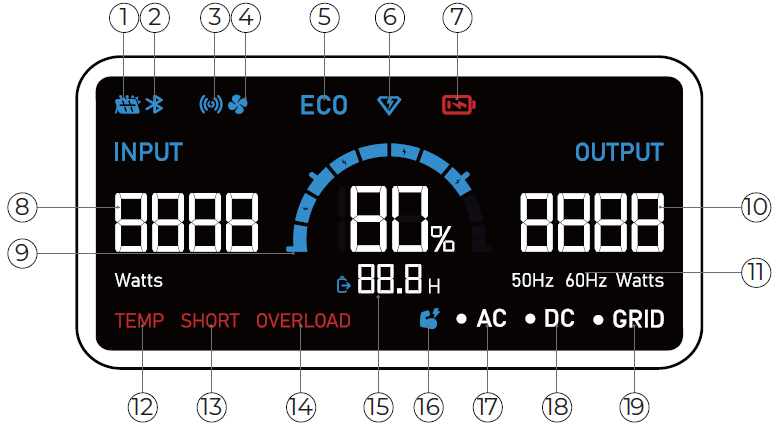 1 2 3 4 5 6 7
ECO
INPUT OUTPUT
8 8888 80% 8888 10
9 11
Watts 88.8 H 50Hz 60Hz Watts
TEMP SHORT OVERLOAD AC DC GRID
12 13 14 15 16 17 18 19